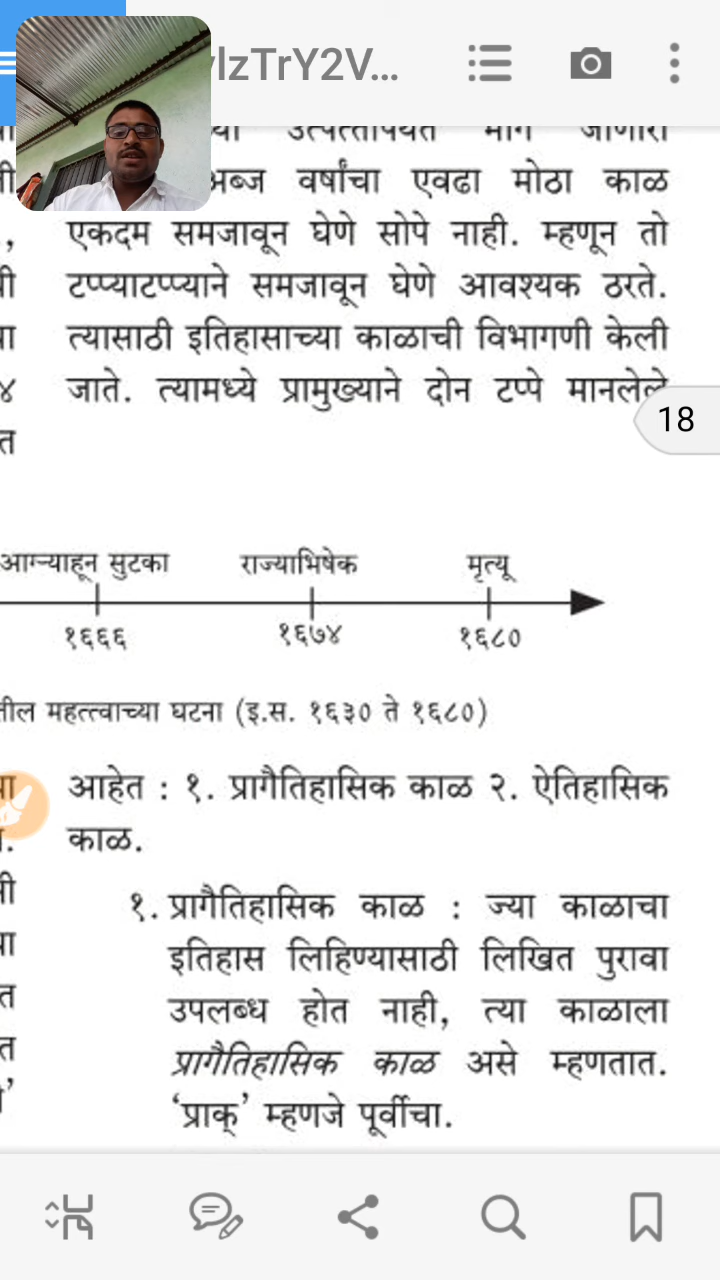 lzTrY2V...
अब्ज वर्षांचा एवढा मोठा काळ
एकदम समजावून घेणे सोपे नाही. म्हणून तो
टप्प्याटप्प्याने समजावून घेणे आवश्यक ठरते.
त्यासाठी इतिहासाच्या काळाची विभागणी केली
जाते. त्यामध्ये प्रामुख्याने दोन टप्पे मानलेले
18
आग्ऱ्याहून सुटका राज्याभिषेक मृत्यू
१६६६ १६७४ १६८०
तील महत्त्वाच्या घटना (इ.स. १६३० ते १६८०)
आहेत : १. प्रागैतिहासिक काळ २. ऐतिहासिक
काळ.
१. प्रागैतिहासिक काळ : ज्या काळाचा
इतिहास लिहिण्यासाठी लिखित पुरावा
उपलब्ध होत नाही, त्या काळाला
प्रागैतिहासिक काळ असे म्हणतात.
‘प्राक्’ म्हणजे पूर्वीचा.